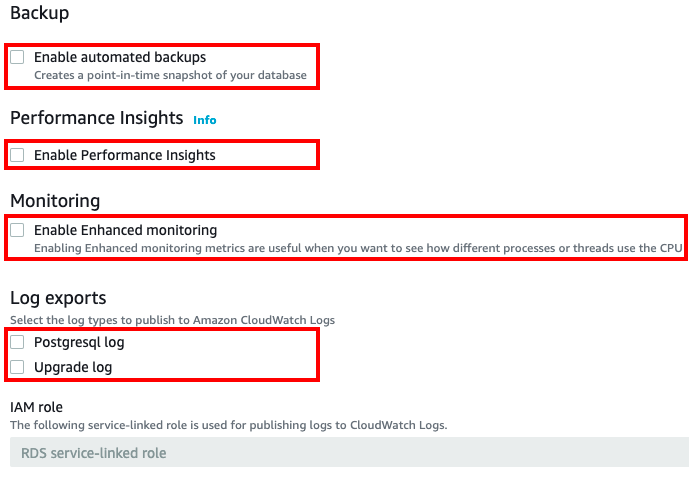 Backup
Enable automated backups
Creates a point-in-time snapshot of your database
Performance Insights Info
Enable Performance Insights
Monitoring
Enable Enhanced monitoring
Enabling Enhanced monitoring metrics are useful when you want to see how different processes or threads use the CPU
Log exports
Select the log types to publish to Amazon CloudWatch Logs
Postgresql log
Upgrade log
IAM role
The following service-linked role is used for publishing logs to CloudWatch Logs.
RDS service-linked role